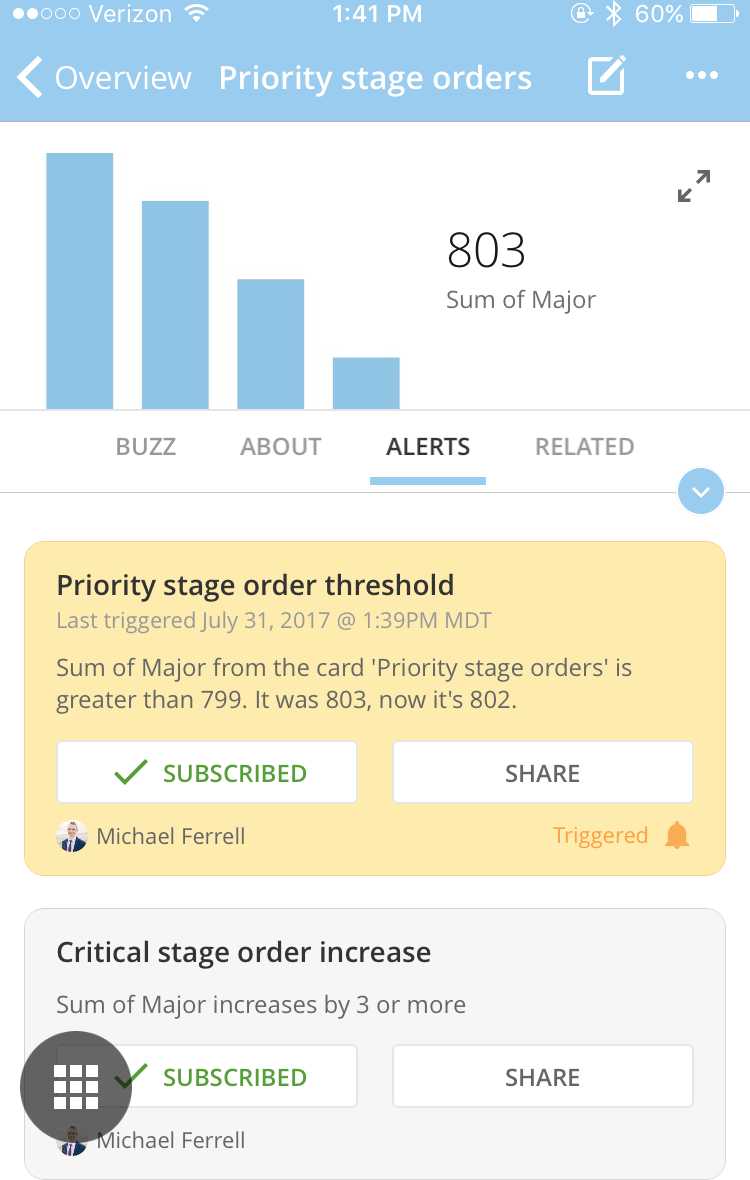 Verizon 1:41 PM 60%
Overview Priority stage orders
803
Sum of Major
BUZZ ABOUT ALERTS RELATED
Priority stage order threshold
Last triggered July 31, 2017 @ 1:39PM MDT
Sum of Major from the card 'Priority stage orders' is
greater than 799. It was 803, now it's 802.
SUBSCRIBED SHARE
Michael Ferrell Triggered
Critical stage order increase
Sum of Major increases by 3 or more
SUBSCRIBED SHARE
Michael Ferrell